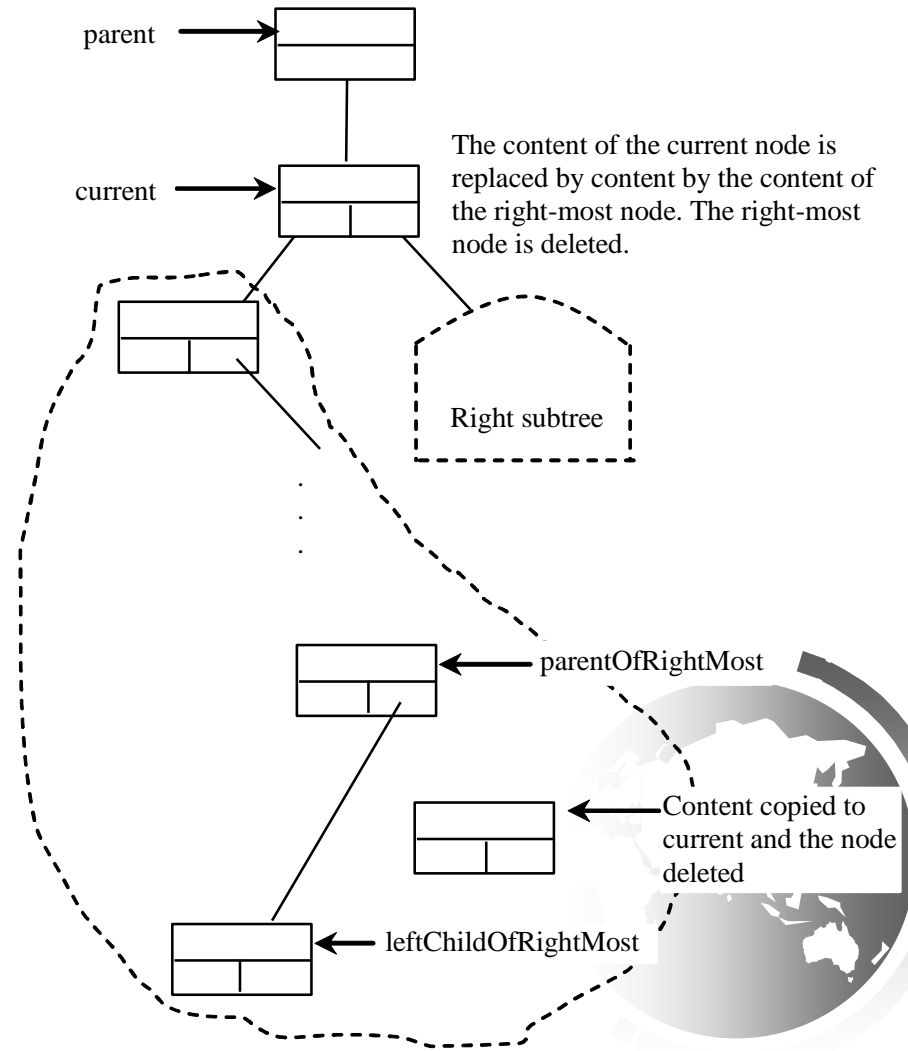 parent
The content of the current node is
replaced by content by the content of
the right-most node. The right-most
node is deleted.
current
Right subtree
.
.
.
parentOfRightMost
Content copied to
current and the node
deleted
leftChildOfRightMost